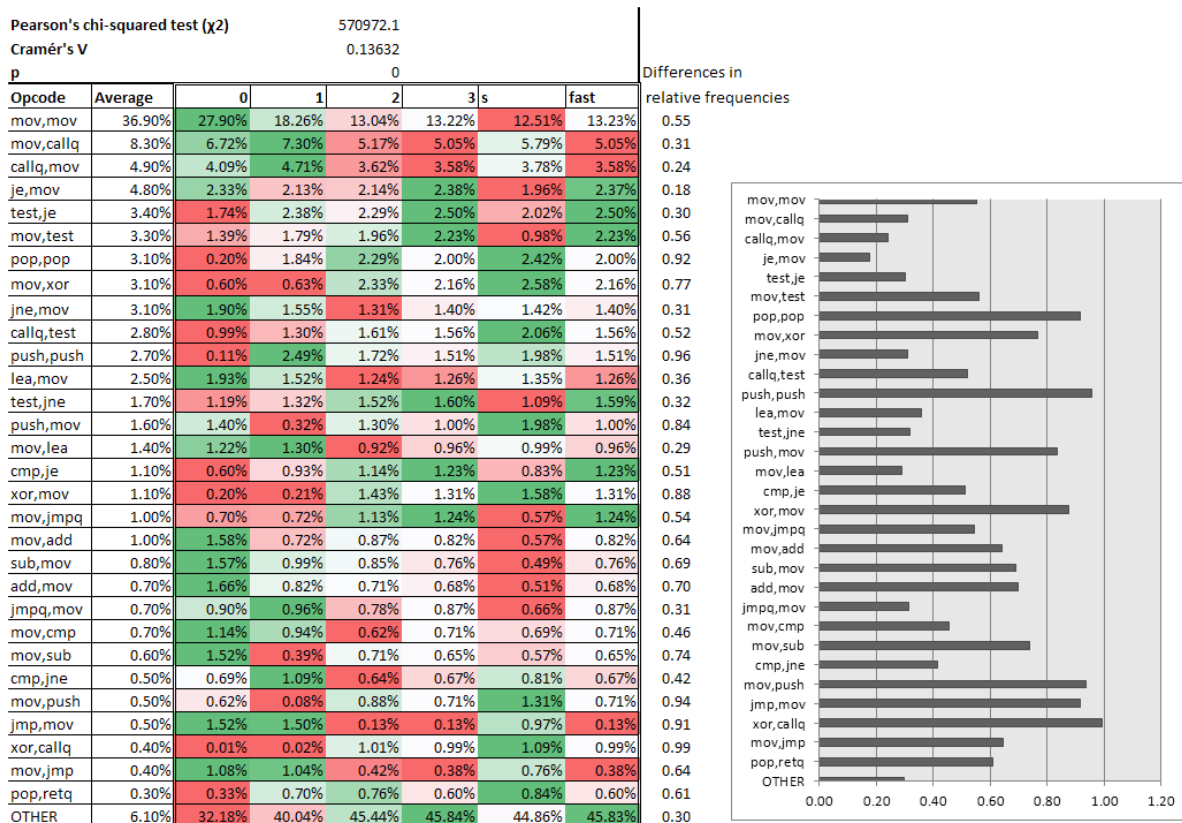 Pearson's chi-squared test (χ2) 570972.1
Cramér's V 0.13632
p 0 Differences in
Opcode Average 0 1 2 3 s fast relative frequencies
mov,mov 36.90% 27.90% 18.26% 13.04% 13.22% 12.51% 13.23% 0.55
mov,callq 8.30% 6.72% 7.30% 5.17% 5.05% 5.79% 5.05% 0.31
callq,mov 4.90% 4.09% 4.71% 3.62% 3.58% 3.78% 3.58% 0.24
je,mov 4.80% 2.33% 2.13% 2.14% 2.38% 1.96% 2.37% 0.18
test,je 3.40% 1.74% 2.38% 2.29% 2.50% 2.02% 2.50% 0.30
mov,test 3.30% 1.39% 1.79% 1.96% 2.23% 0.98% 2.23% 0.56
pop,pop 3.10% 0.20% 1.84% 2.29% 2.00% 2.42% 2.00% 0.92
mov,xor 3.10% 0.60% 0.63% 2.33% 2.16% 2.58% 2.16% 0.77
jne,mov 3.10% 1.90% 1.55% 1.31% 1.40% 1.42% 1.40% 0.31
callq,test 2.80% 0.99% 1.30% 1.61% 1.56% 2.06% 1.56% 0.52
push,push 2.70% 0.11% 2.49% 1.72% 1.51% 1.98% 1.51% 0.96
lea,mov 2.50% 1.93% 1.52% 1.24% 1.26% 1.35% 1.26% 0.36
test,jne 1.70% 1.19% 1.32% 1.52% 1.60% 1.09% 1.59% 0.32
push,mov 1.60% 1.40% 0.32% 1.30% 1.00% 1.98% 1.00% 0.84
mov,lea 1.40% 1.22% 1.30% 0.92% 0.96% 0.99% 0.96% 0.29
cmp,je 1.10% 0.60% 0.93% 1.14% 1.23% 0.83% 1.23% 0.51
xor,mov 1.10% 0.20% 0.21% 1.43% 1.31% 1.58% 1.31% 0.88
mov,jmpq 1.00% 0.70% 0.72% 1.13% 1.24% 0.57% 1.24% 0.54
mov,add 1.00% 1.58% 0.72% 0.87% 0.82% 0.57% 0.82% 0.64
sub,mov 0.80% 1.57% 0.99% 0.85% 0.76% 0.49% 0.76% 0.69
add,mov 0.70% 1.66% 0.82% 0.71% 0.68% 0.51% 0.68% 0.70
jmpq,mov 0.70% 0.90% 0.96% 0.78% 0.87% 0.66% 0.87% 0.31
mov,cmp 0.70% 1.14% 0.94% 0.62% 0.71% 0.69% 0.71% 0.46
mov,sub 0.60% 1.52% 0.39% 0.71% 0.65% 0.57% 0.65% 0.74
cmp,jne 0.50% 0.69% 1.09% 0.64% 0.67% 0.81% 0.67% 0.42
mov,push 0.50% 0.62% 0.08% 0.88% 0.71% 1.31% 0.71% 0.94
jmp,mov 0.50% 1.52% 1.50% 0.13% 0.13% 0.97% 0.13% 0.91
xor,callq 0.40% 0.01% 0.02% 1.01% 0.99% 1.09% 0.99% 0.99
mov,jmp 0.40% 1.08% 1.04% 0.42% 0.38% 0.76% 0.38% 0.64
pop,retq 0.30% 0.33% 0.70% 0.76% 0.60% 0.84% 0.60% 0.61
OTHER 6.10% 32.18% 40.04% 45.44% 45.84% 44.86% 45.83% 0.30
mov,mov
mov,callq
callq,mov
je,mov
test,je
mov,test
pop,pop
mov,xor
jne,mov
callq,test
push,push
lea,mov
test,jne
push,mov
mov,lea
cmp,je
xor,mov
mov,jmpq
mov,add
sub,mov
add,mov
jmpq,mov
mov,cmp
mov,sub
cmp,jne
mov,push
jmp,mov
xor,callq
mov,jmp
pop,retq
OTHER
0.00 0.20 0.40 0.60 0.80 1.00 1.20